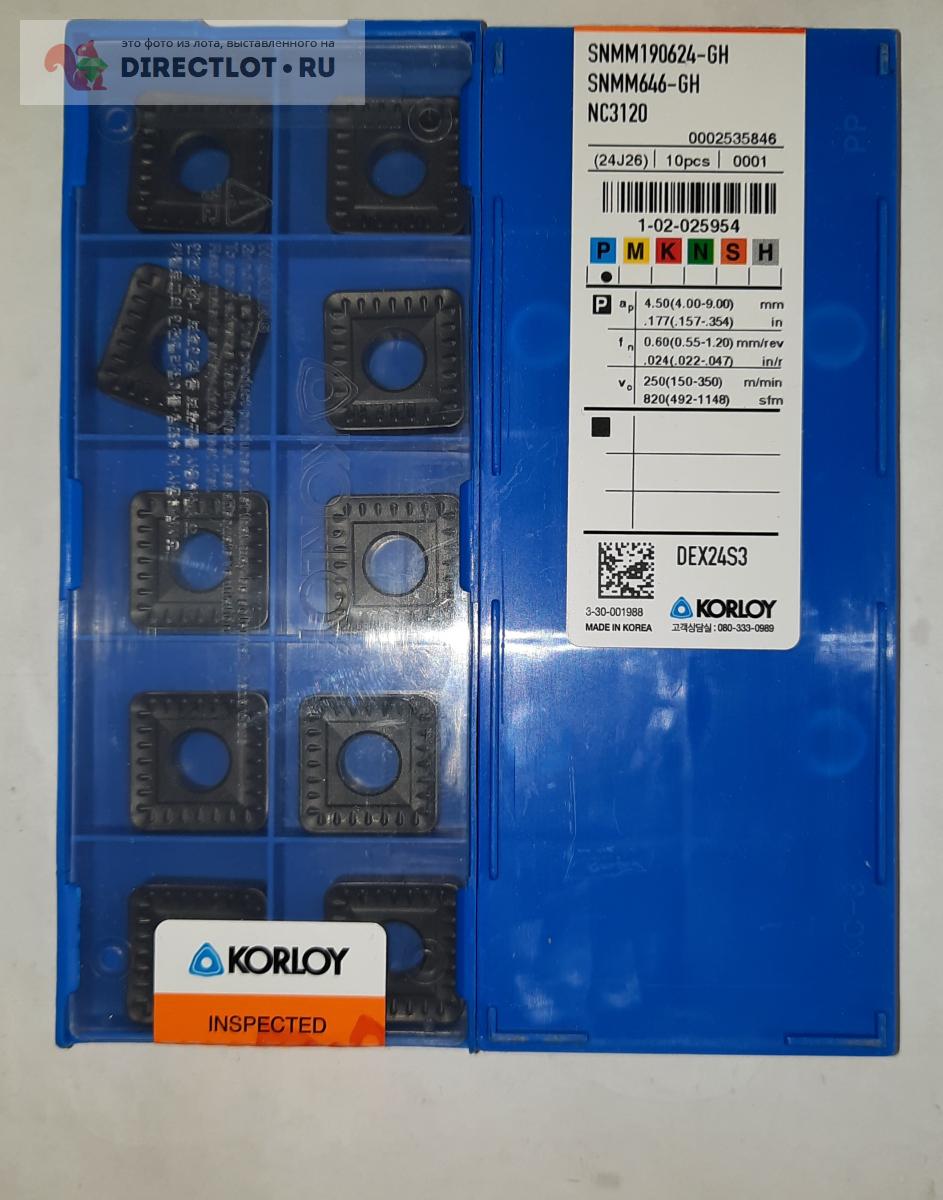 это фото из лота, выставленного на
DIRECTLOT•RU
SNMM190624-GH
SNMM646-GH
NC3120
0002535846
(24J26) 10pcs 0001
1-02-025954
P M K N S H
P ap 4.50(4.00-9.00) mm
.177(.157-.354) in
fn 0.60(0.55-1.20) mm/rev
.024(.022-.047) in/r
vc 250(150-350) m/min
820(492-1148) sfm
DEX24S3
3-30-001988
MADE IN KOREA
KORLOY
고객상담실 : 080-333-0989
KORLOY
KORLOY
INSPECTED
PP